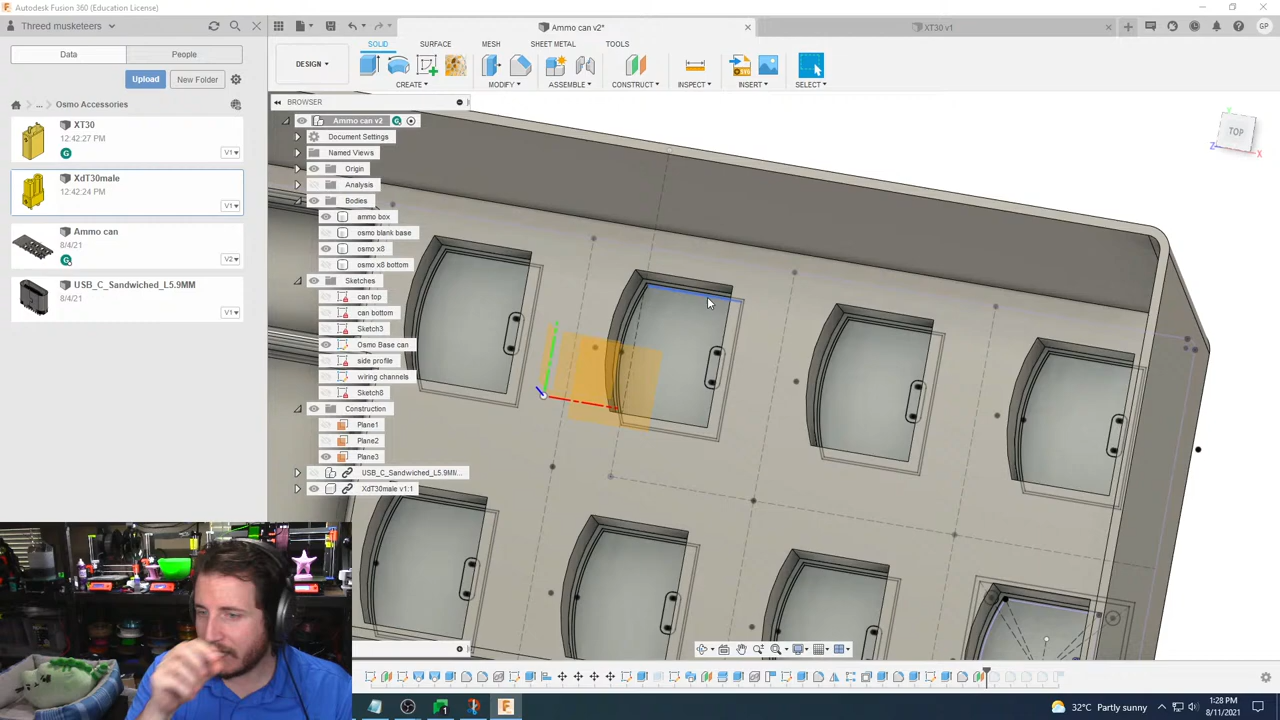 Autodesk Fusion 360 (Education License)
Threed musketeers
Ammo can v2*
XT30 v1
GP
Data
People
Upload
New Folder
... Osmo Accessories
XT30
12:42:27 PM
V1
XdT30male
12:42:24 PM
V1
Ammo can
8/4/21
V2
USB_C_Sandwiched_L5.9MM
8/4/21
V1
SOLID
SURFACE
MESH
SHEET METAL
TOOLS
DESIGN
CREATE
MODIFY
ASSEMBLE
CONSTRUCT
INSPECT
INSERT
SELECT
BROWSER
Ammo can v2
Document Settings
Named Views
Origin
Analysis
Bodies
ammo box
osmo blank base
osmo x8
osmo x8 bottom
Sketches
can top
can bottom
Sketch3
Osmo Base can
side profile
wiring channels
Sketch8
Construction
Plane1
Plane2
Plane3
USB_C_Sandwiched_L5.9M/...
XdT30male v1:1
TOP
Z
X
32°C Partly sunny
1:28 PM
8/11/2021